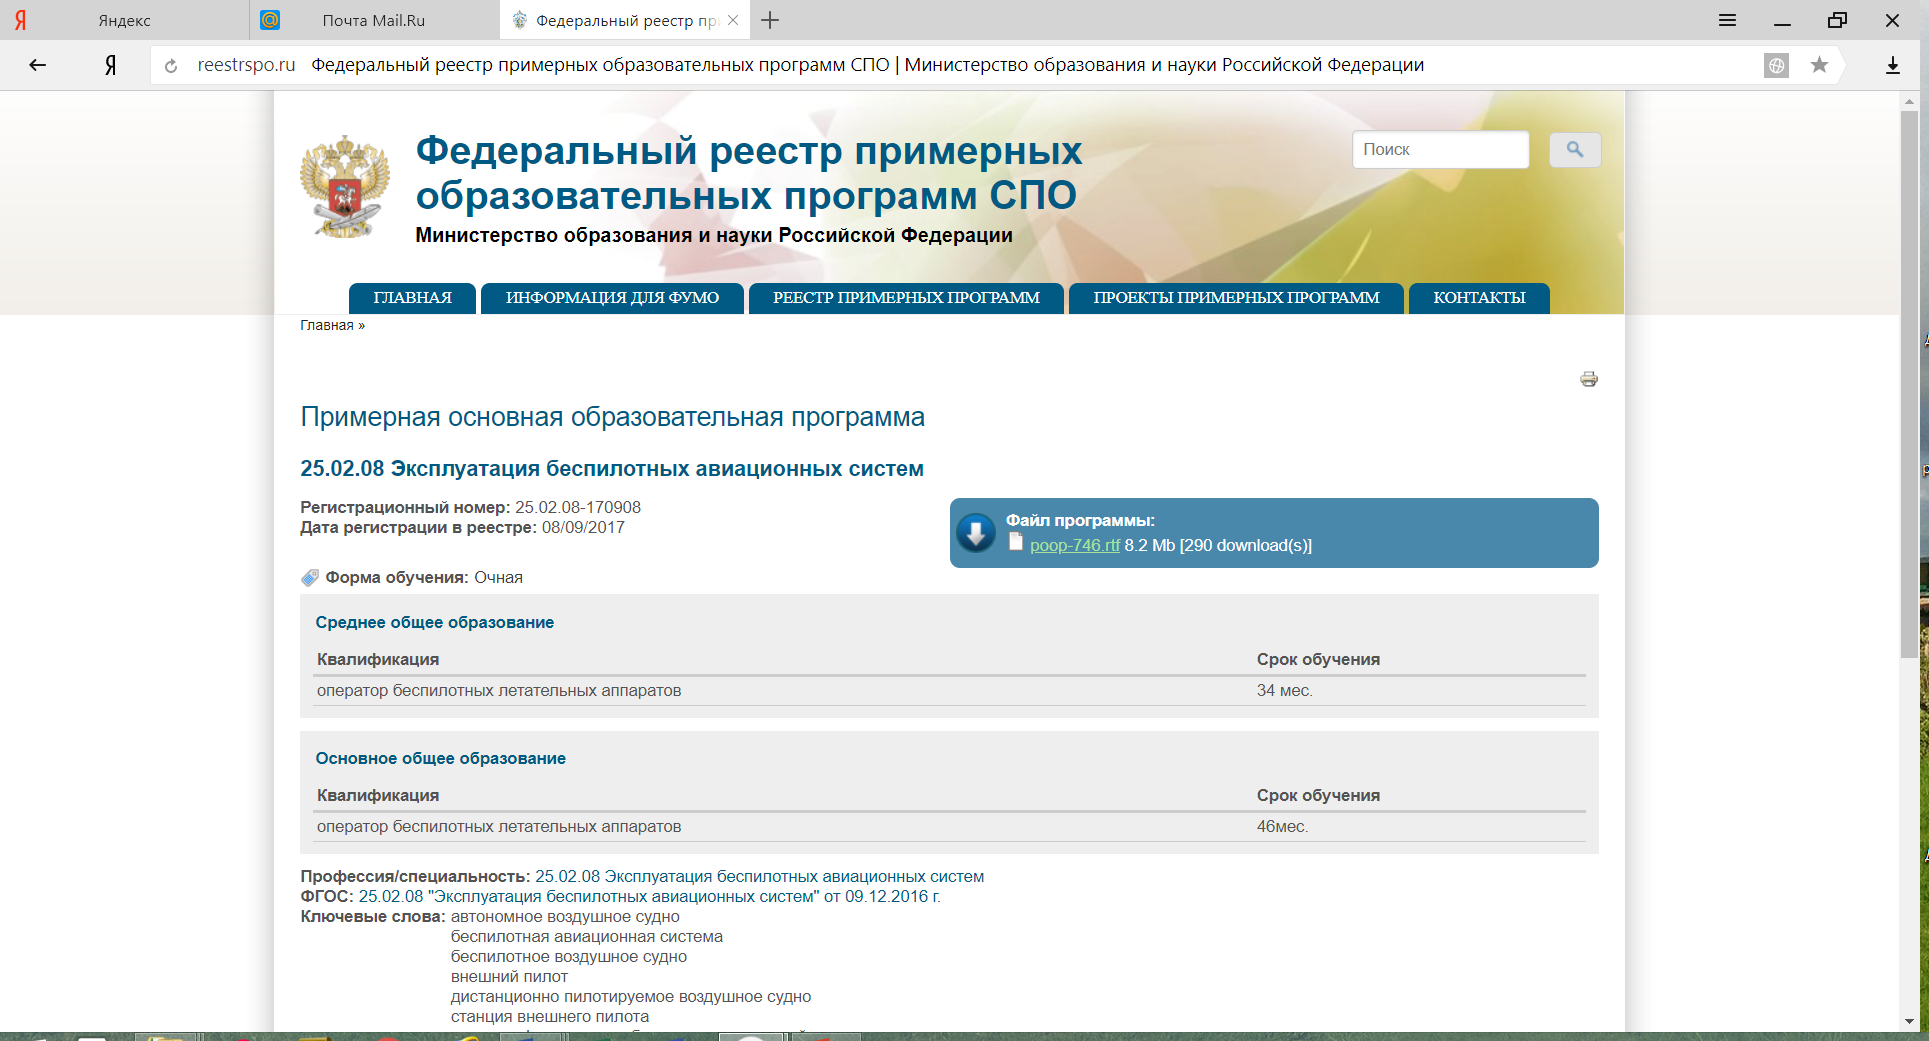 Яндекс
Почта Mail.Ru
Федеральный реестр пр
Я
reestrspo.ru Федеральный реестр примерных образовательных программ СПО | Министерство образования и науки Российской Федерации
Федеральный реестр примерных
образовательных программ СПО
Министерство образования и науки Российской Федерации
Поиск
ГЛАВНАЯ
ИНФОРМАЦИЯ ДЛЯ ФУМО
РЕЕСТР ПРИМЕРНЫХ ПРОГРАММ
ПРОЕКТЫ ПРИМЕРНЫХ ПРОГРАММ
КОНТАКТЫ
Главная »
Примерная основная образовательная программа
25.02.08 Эксплуатация беспилотных авиационных систем
Регистрационный номер: 25.02.08-170908
Дата регистрации в реестре: 08/09/2017
Файл программы:
poop-746.rtf 8.2 Mb [290 download(s)]
Форма обучения: Очная
Среднее общее образование
Квалификация Срок обучения
оператор беспилотных летательных аппаратов 34 мес.
Основное общее образование
Квалификация Срок обучения
оператор беспилотных летательных аппаратов 46мес.
Профессия/специальность: 25.02.08 Эксплуатация беспилотных авиационных систем
ФГОС: 25.02.08 "Эксплуатация беспилотных авиационных систем" от 09.12.2016 г.
Ключевые слова: автономное воздушное судно
беспилотная авиационная система
беспилотное воздушное судно
внешний пилот
дистанционно пилотируемое воздушное судно
станция внешнего пилота